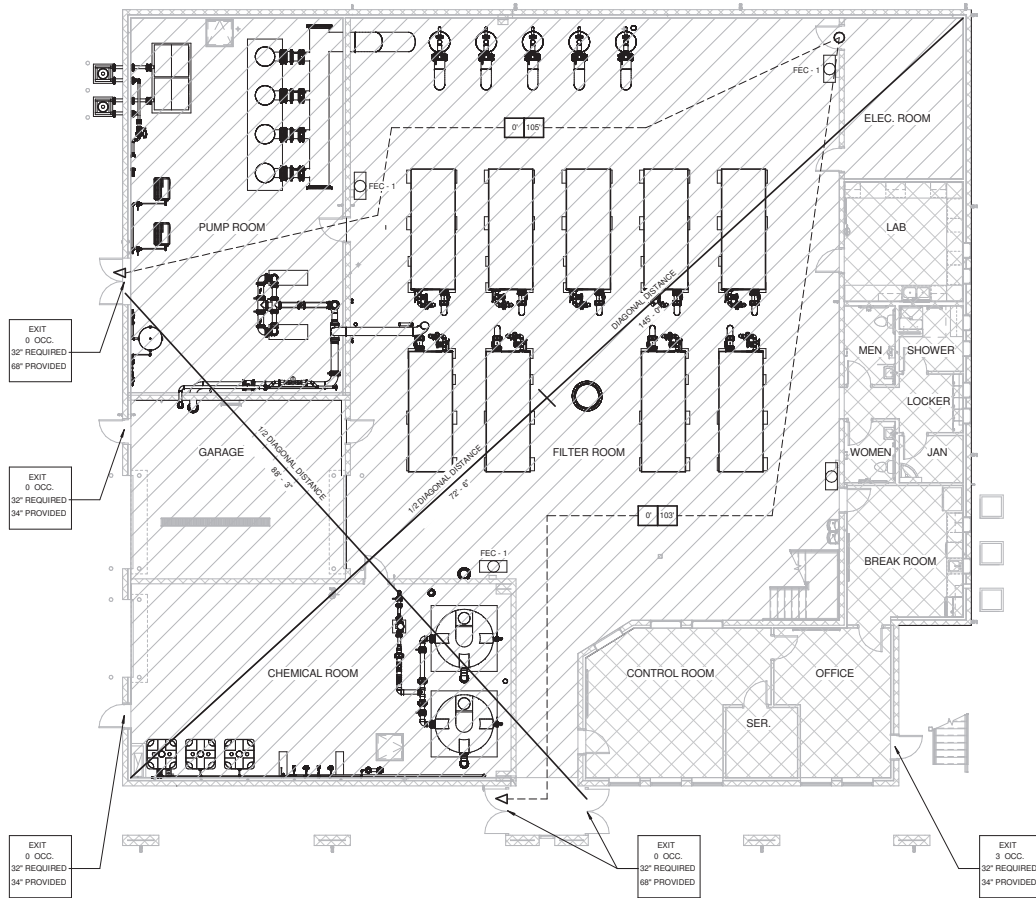 FEC - 1
ELEC. ROOM
0' 105'
FEC - 1
PUMP ROOM
LAB
DIAGONAL DISTANCE
145' - 0"
EXIT
0 OCC.
32" REQUIRED
68" PROVIDED
MEN
SHOWER
LOCKER
GARAGE
1/2 DIAGONAL DISTANCE
88' - 3"
1/2 DIAGONAL DISTANCE
72' - 6"
FILTER ROOM
WOMEN
JAN
EXIT
0 OCC.
32" REQUIRED
34" PROVIDED
0' 103'
FEC - 1
BREAK ROOM
CHEMICAL ROOM
CONTROL ROOM
OFFICE
SER.
EXIT
0 OCC.
32" REQUIRED
34" PROVIDED
EXIT
0 OCC.
32" REQUIRED
68" PROVIDED
EXIT
3 OCC.
32" REQUIRED
34" PROVIDED